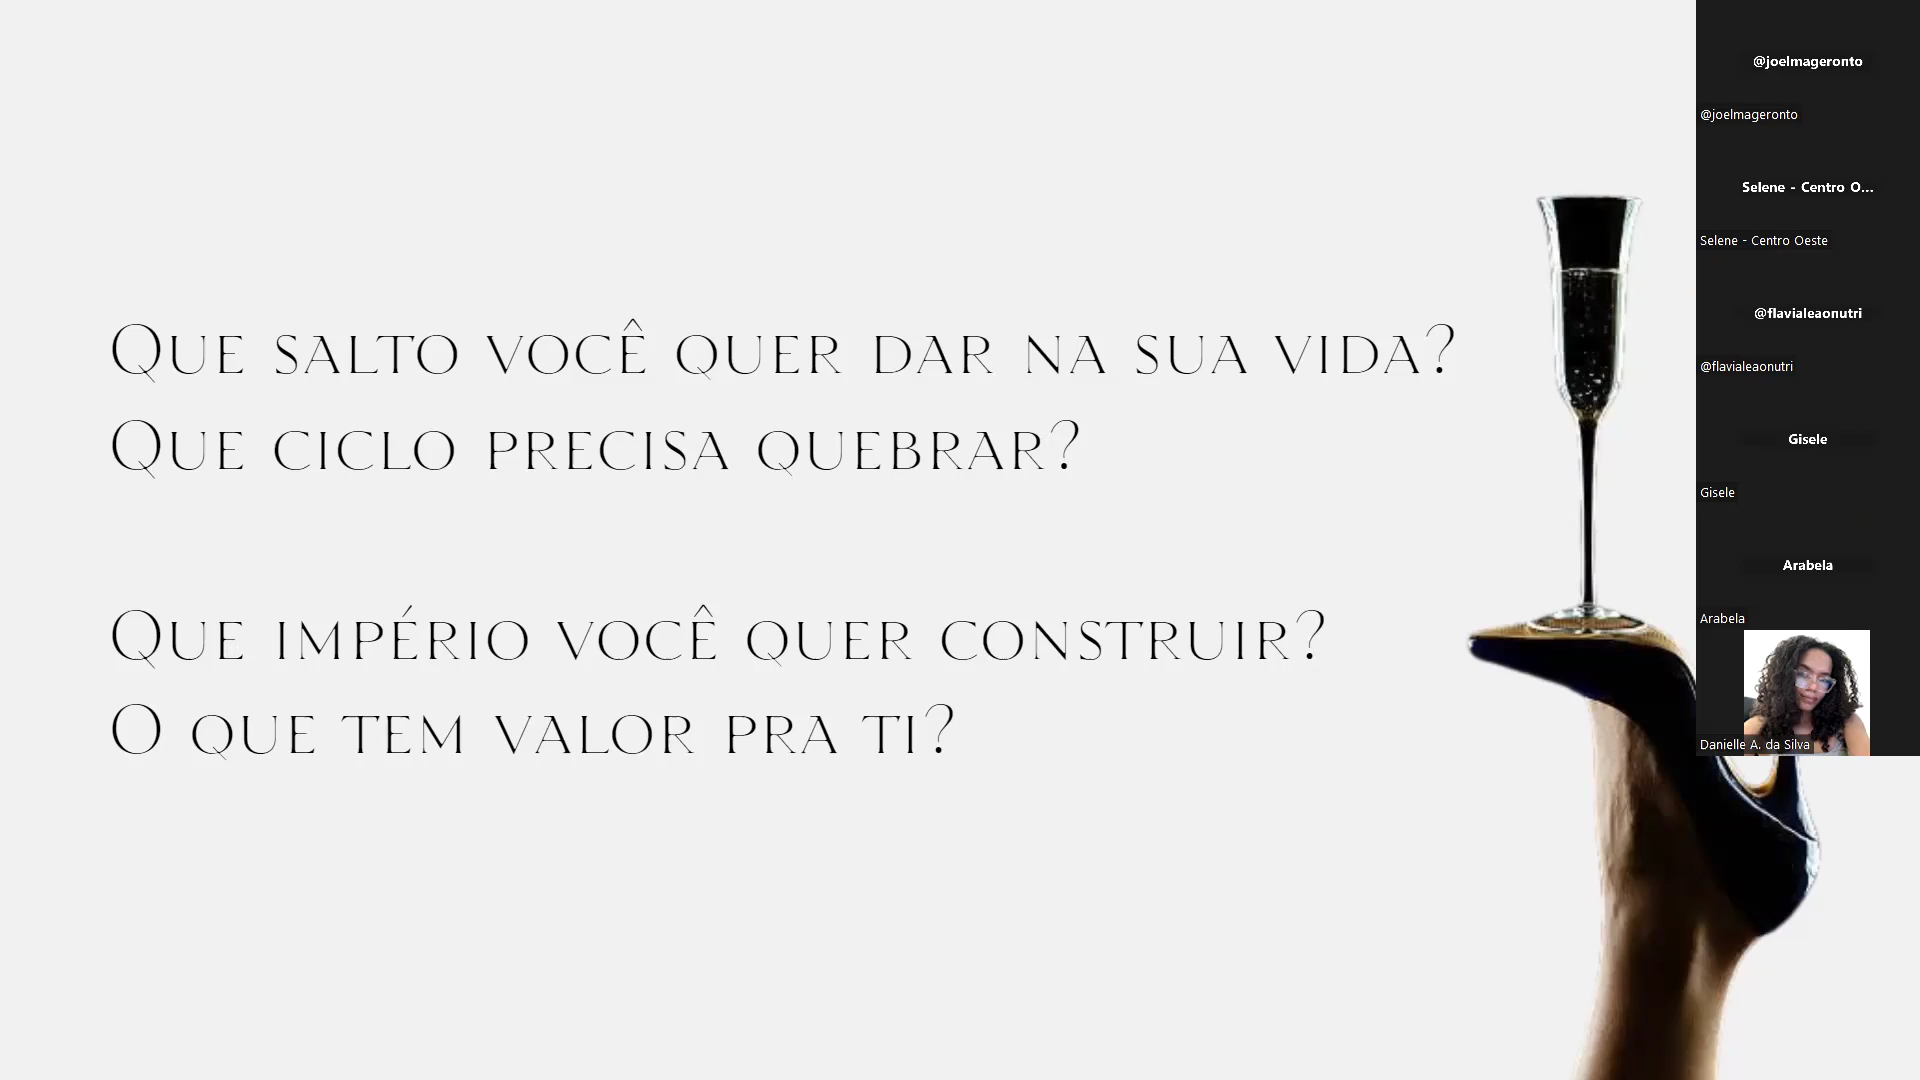 Que salto você quer dar na sua vida?
Que ciclo precisa quebrar?
Que império você quer construir?
O que tem valor pra ti?
@joelmageronto
@joelmageronto
Selene - Centro O...
Selene - Centro Oeste
@flavialeaonutri
@flavialeaonutri
Gisele
Gisele
Arabela
Arabela
Danielle A. da Silva